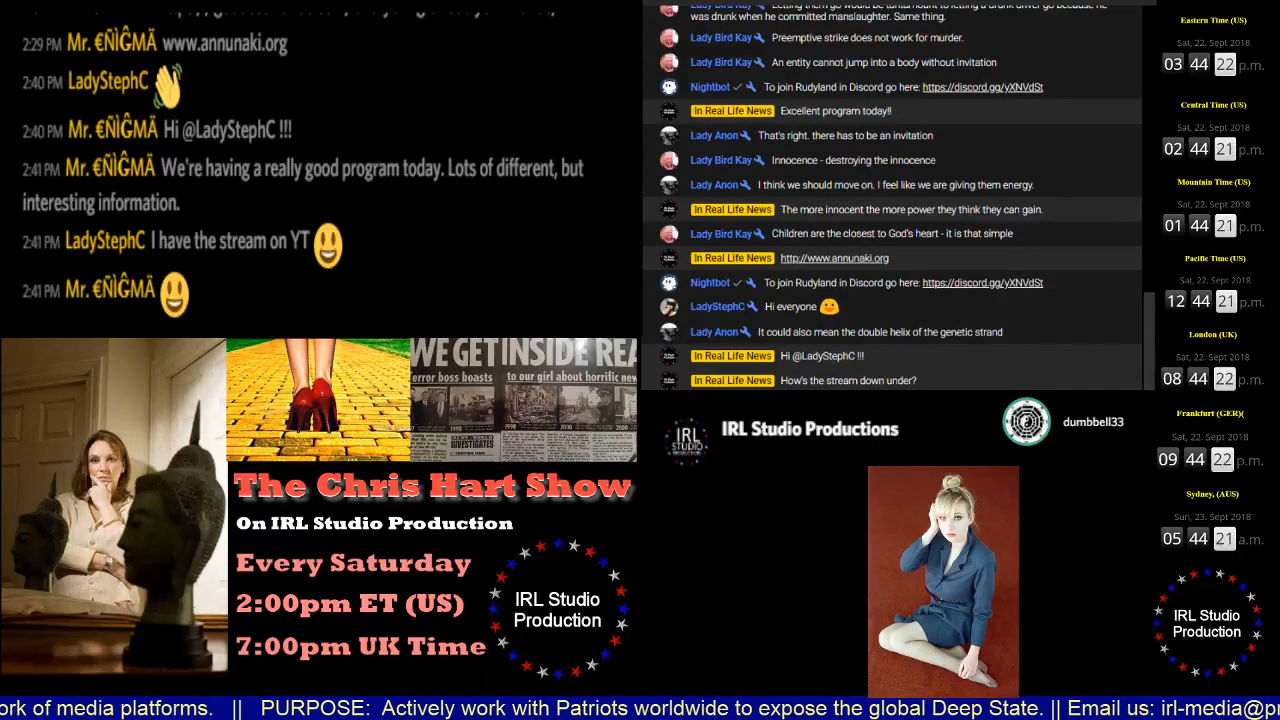 2:29 PM Mr. €ÑÌĜMÄ www.annunaki.org
2:40 PM LadyStephC 👋
2:40 PM Mr. €ÑÌĜMÄ Hi @LadyStephC !!!
2:41 PM Mr. €ÑÌĜMÄ We're having a really good program today. Lots of different, but
interesting information.
2:41 PM LadyStephC I have the stream on YT 😃
2:41 PM Mr. €ÑÌĜMÄ 😃
was drunk when he committed manslaughter. Same thing.
Lady Bird Kay Preemptive strike does not work for murder.
Lady Bird Kay An entity cannot jump into a body without invitation
Nightbot ✓ To join Rudyland in Discord go here: https://discord.gg/yXNVdSt
In Real Life News Excellent program today!!
Lady Anon That's right. there has to be an invitation
Lady Bird Kay Innocence - destroying the innocence
Lady Anon I think we should move on. I feel like we are giving them energy.
In Real Life News The more innocent the more power they think they can gain.
Lady Bird Kay Children are the closest to God's heart - it is that simple
In Real Life News http://www.annunaki.org
Nightbot ✓ To join Rudyland in Discord go here: https://discord.gg/yXNVdSt
LadyStephC Hi everyone 😃
Lady Anon It could also mean the double helix of the genetic strand
In Real Life News Hi @LadyStephC !!!
In Real Life News How's the stream down under?
Eastern Time (US)
Sat, 22. Sept 2018
03 44 22 p.m.
Central Time (US)
Sat, 22. Sept 2018
02 44 21 p.m.
Mountain Time (US)
Sat, 22. Sept 2018
01 44 21 p.m.
Pacific Time (US)
Sat, 22. Sept 2018
12 44 21 p.m.
London (UK)
Sat, 22. Sept 2018
08 44 22 p.m.
Frankfurt (GER)(
Sat, 22. Sept 2018
09 44 22 p.m.
Sydney, (AUS)
Sun, 23. Sept 2018
05 44 21 a.m.
IRL Studio
Production
WE GET INSIDE REA
error boss boasts
to our girl about horrific new
The Chris Hart Show
On IRL Studio Production
Every Saturday
2:00pm ET (US)
7:00pm UK Time
IRL Studio
Production
IRL
STUDIO
IRL Studio Productions
dumbbell33
ork of media platforms. || PURPOSE: Actively work with Patriots worldwide to expose the global Deep State. || Email us: irl-media@pr